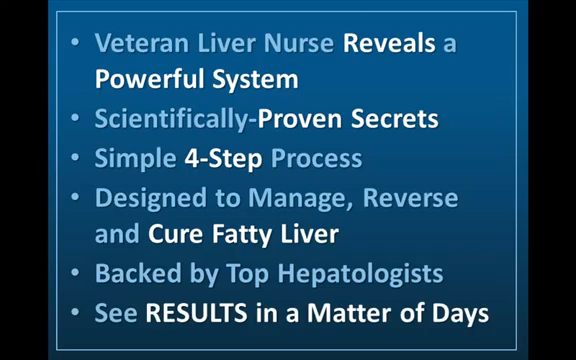 • Veteran Liver Nurse Reveals a
Powerful System
• Scientifically-Proven Secrets
• Simple 4-Step Process
• Designed to Manage, Reverse
and Cure Fatty Liver
• Backed by Top Hepatologists
• See RESULTS in a Matter of Days